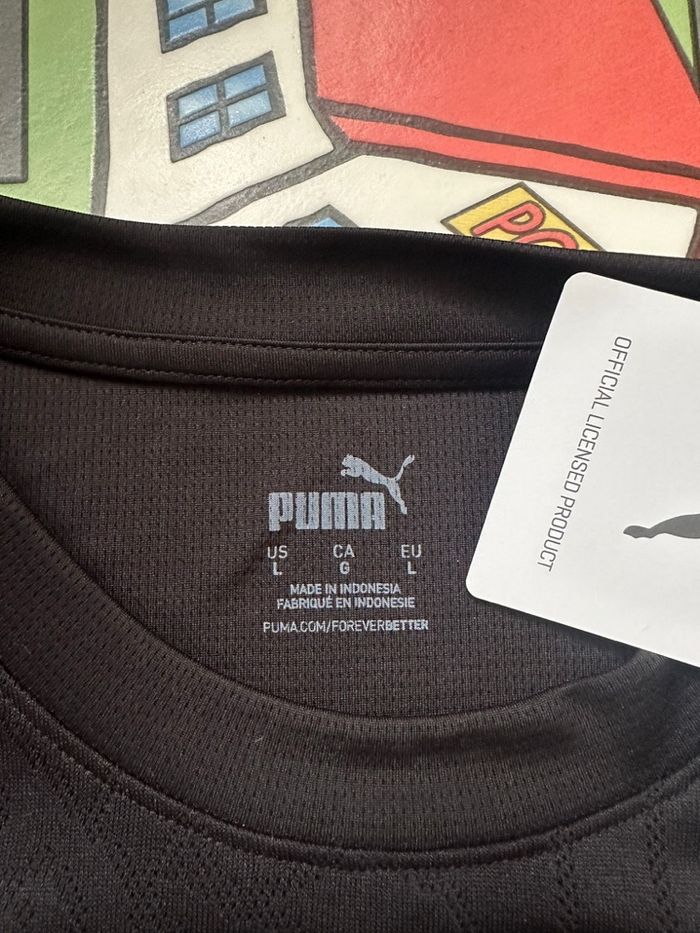 PUMA
US CA EU
L G L
MADE IN INDONESIA
FABRIQUÉ EN INDONESIE
PUMA.COM/FOREVERBETTER
OFFICIAL LICENSED PRODUCT